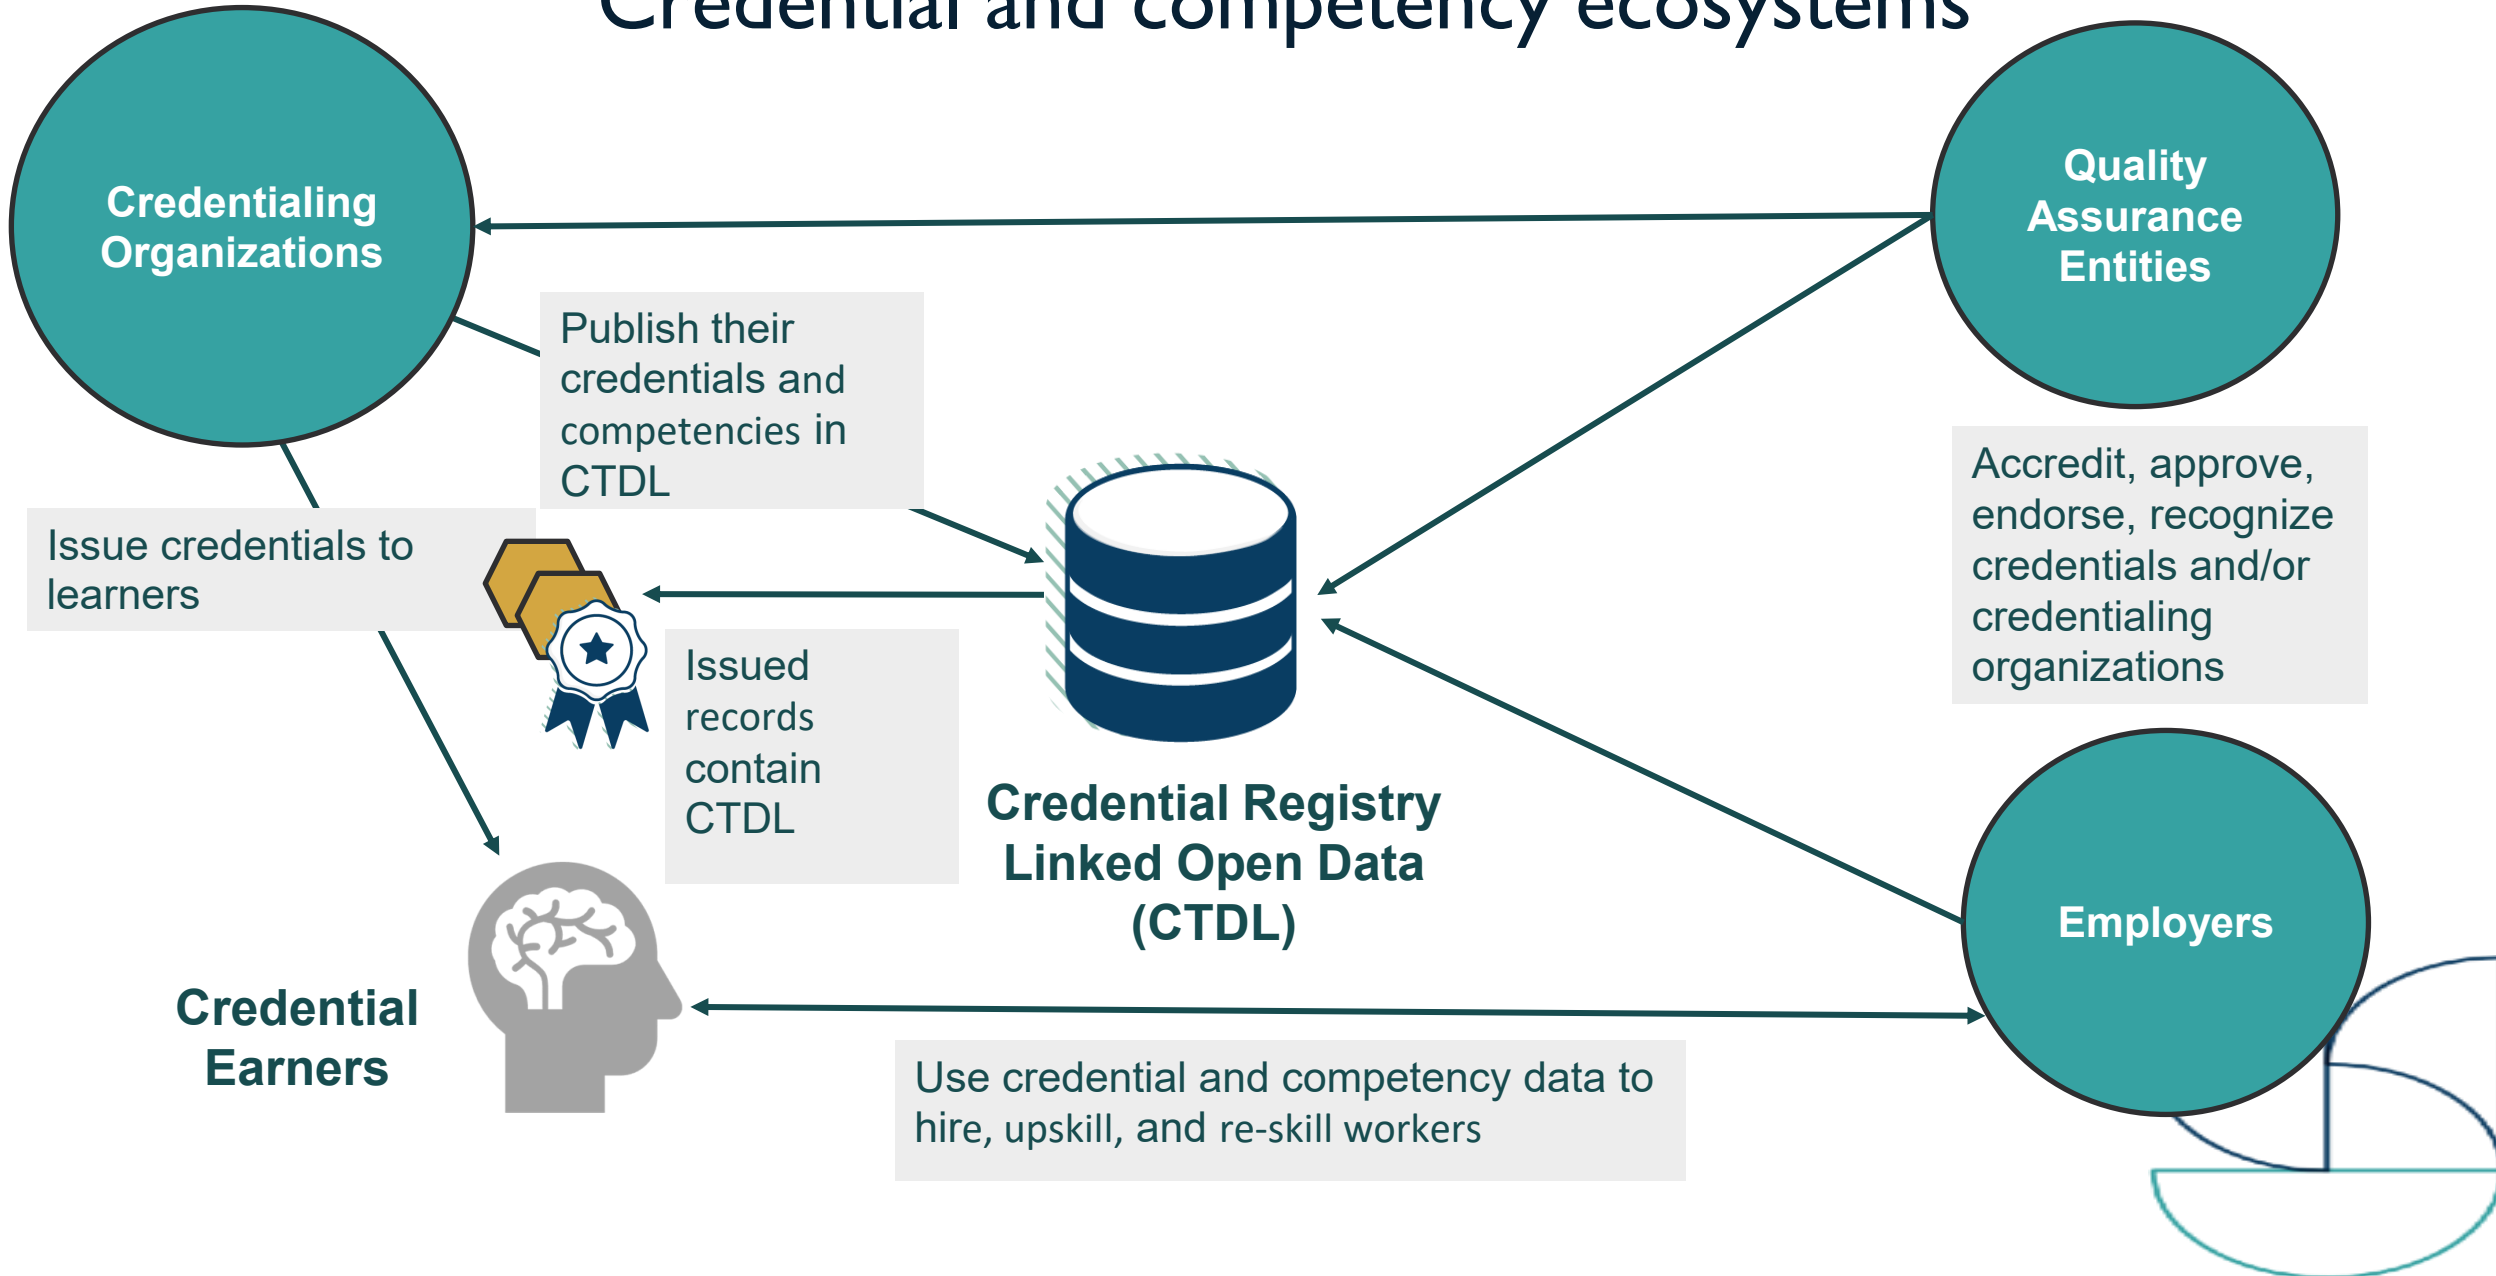 Credential and competency ecosystems
Credentialing
Organizations
Quality
Assurance
Entities
Publish their
credentials and
competencies in
CTDL
Accredit, approve,
endorse, recognize
credentials and/or
credentialing
organizations
Issue credentials to
learners
Issued
records
contain
CTDL
Credential Registry
Linked Open Data
(CTDL)
Employers
Credential
Earners
Use credential and competency data to
hire, upskill, and re-skill workers